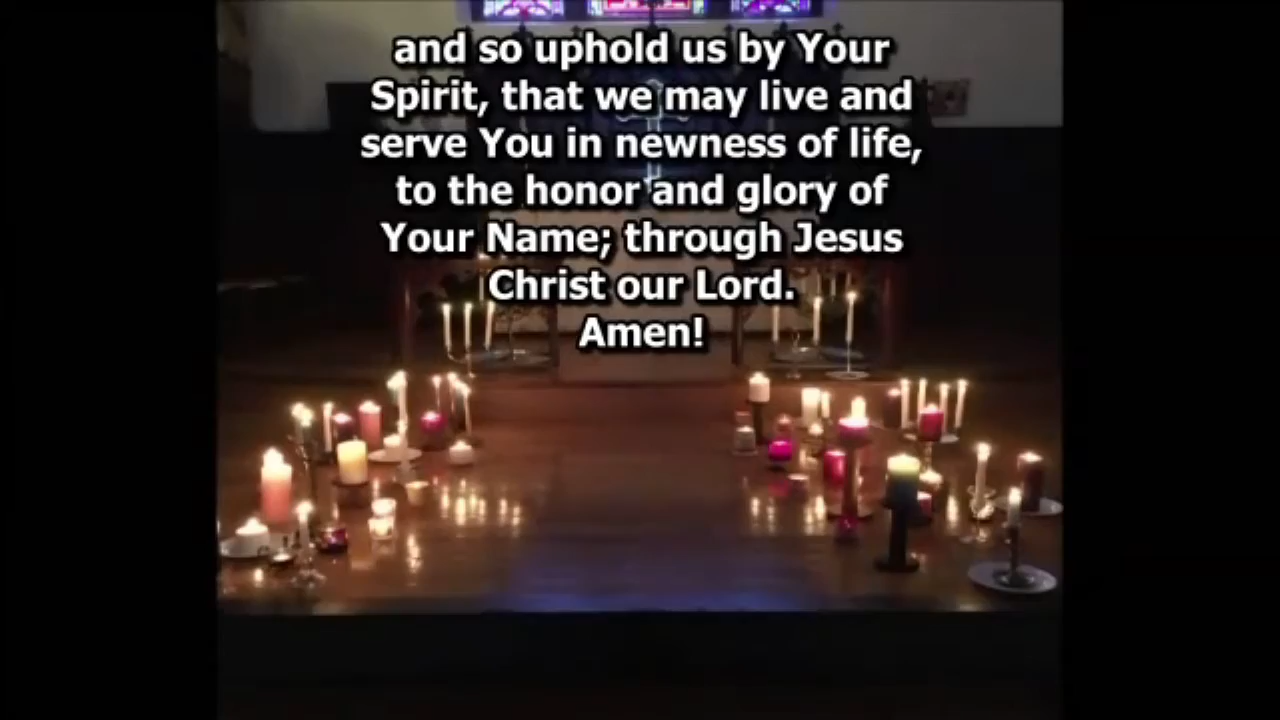 and so uphold us by Your
Spirit, that we may live and
serve You in newness of life,
to the honor and glory of
Your Name; through Jesus
Christ our Lord.
Amen!